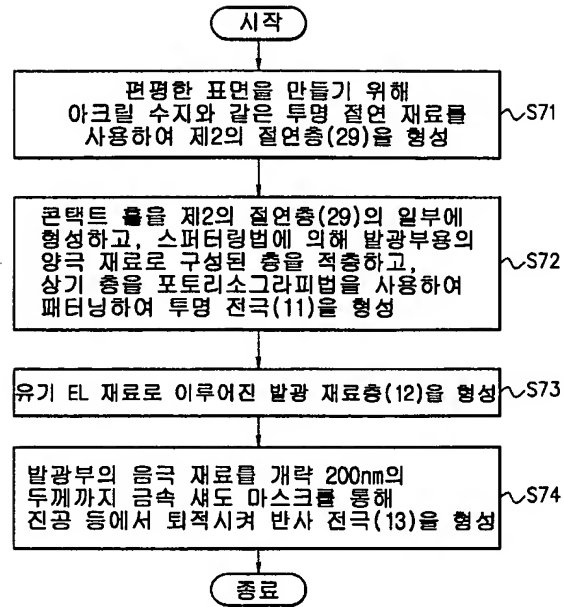 시작
편평한 표면을 만들기 위해
아크릴 수지와 같은 투명 절연 재료를
사용하여 제2의 절연층(29)을 형성
S71
콘택트 홀을 제2의 절연층(29)의 일부에
형성하고, 스퍼터링법에 의해 발광부용의
양극 재료로 구성된 층을 적층하고,
상기 층을 포토리소그라피법을 사용하여
패터닝하여 투명 전극(11)을 형성
S72
유기 EL 재료로 이루어진 발광 재료층(12)을 형성
S73
발광부의 음극 재료를 개략 200nm의
두께까지 금속 섀도 마스크를 통해
진공 등에서 퇴적시켜 반사 전극(13)을 형성
S74
종료